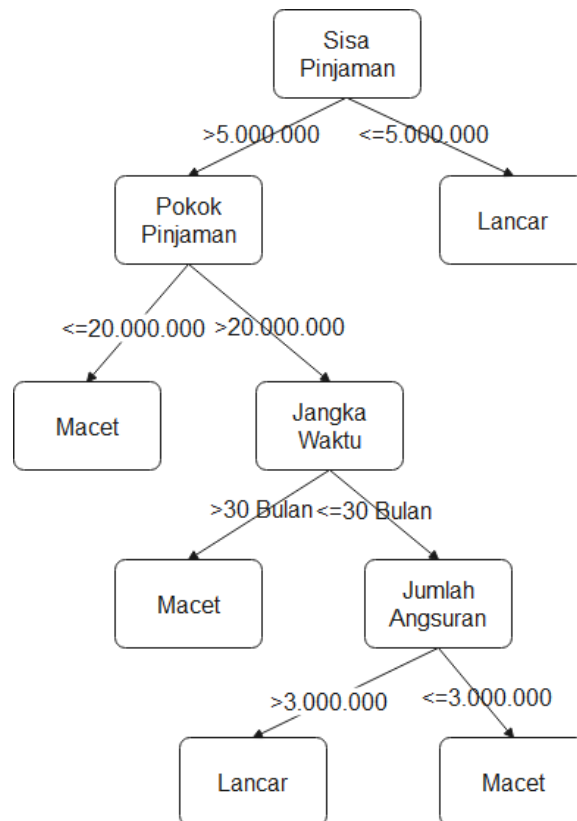 Sisa
Pinjaman
>5.000.000
<=5.000.000
Pokok
Pinjaman
Lancar
<=20.000.000
>20.000.000
Macet
Jangka
Waktu
>30 Bulan
<=30 Bulan
Macet
Jumlah
Angsuran
>3.000.000
<=3.000.000
Lancar
Macet